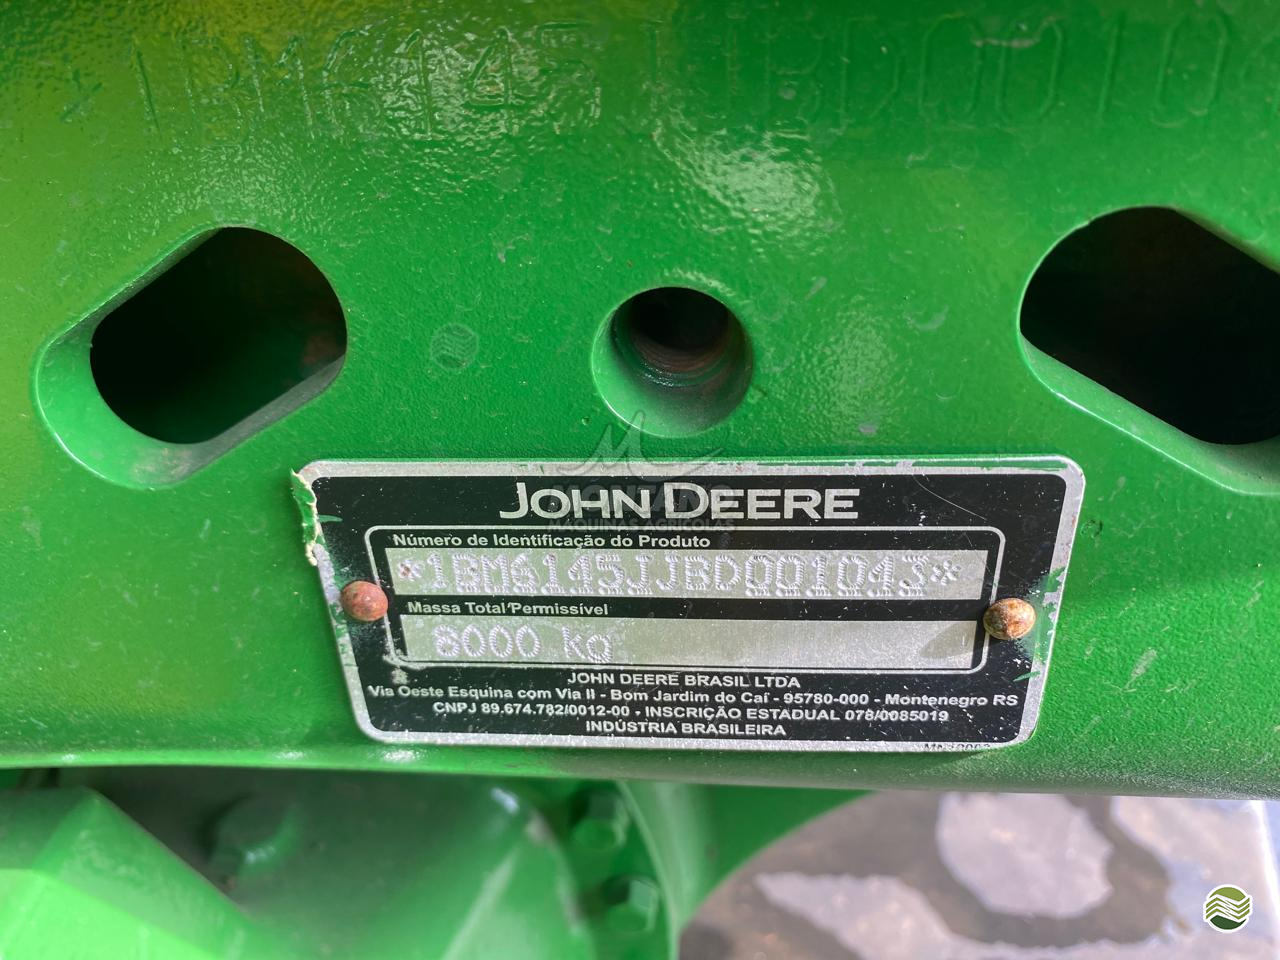 JOHN DEERE
Número de Identificação do Produto
*1BM6145JJBD001043*
Massa Total Permissível
8000 kg
JOHN DEERE BRASIL LTDA
Via Oeste Esquina com Via II - Bom Jardim do Caí - 95780-000 - Montenegro RS
CNPJ 89.674.782/0012-00 - INSCRIÇÃO ESTADUAL 078/0085019
INDÚSTRIA BRASILEIRA